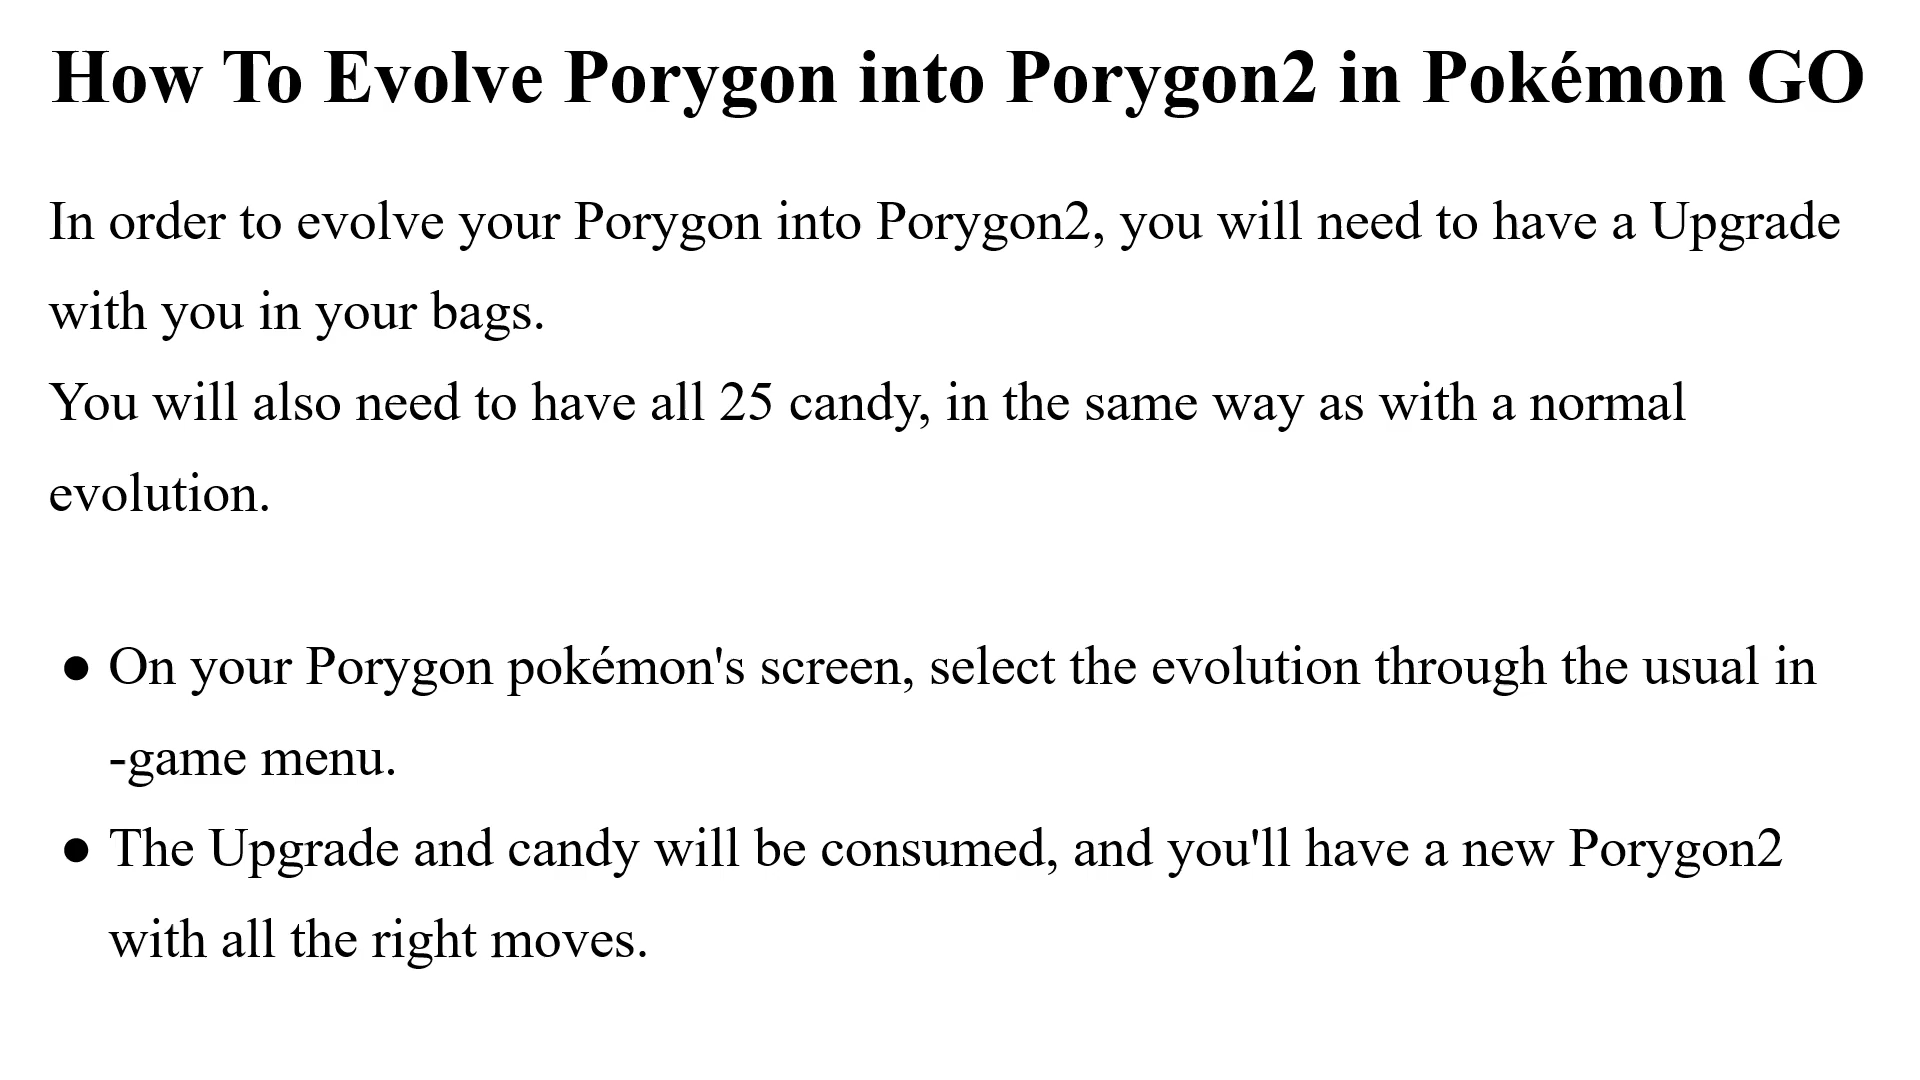 How To Evolve Porygon into Porygon2 in Pokémon GO
In order to evolve your Porygon into Porygon2, you will need to have a Upgrade
with you in your bags.
You will also need to have all 25 candy, in the same way as with a normal
evolution.
● On your Porygon pokémon's screen, select the evolution through the usual in
-game menu.
● The Upgrade and candy will be consumed, and you'll have a new Porygon2
with all the right moves.